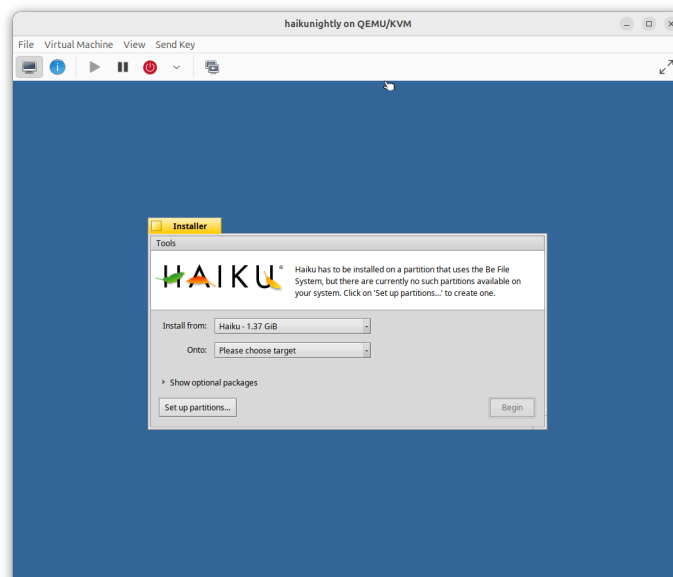 haikunightly on QEMU/KVM
File Virtual Machine View Send Key
Installer
Tools
HAIKU®
Haiku has to be installed on a partition that uses the Be File
System, but there are currently no such partitions available on
your system. Click on 'Set up partitions...' to create one.
Install from: Haiku - 1.37 GiB
Onto: Please choose target
Show optional packages
Set up partitions... Begin